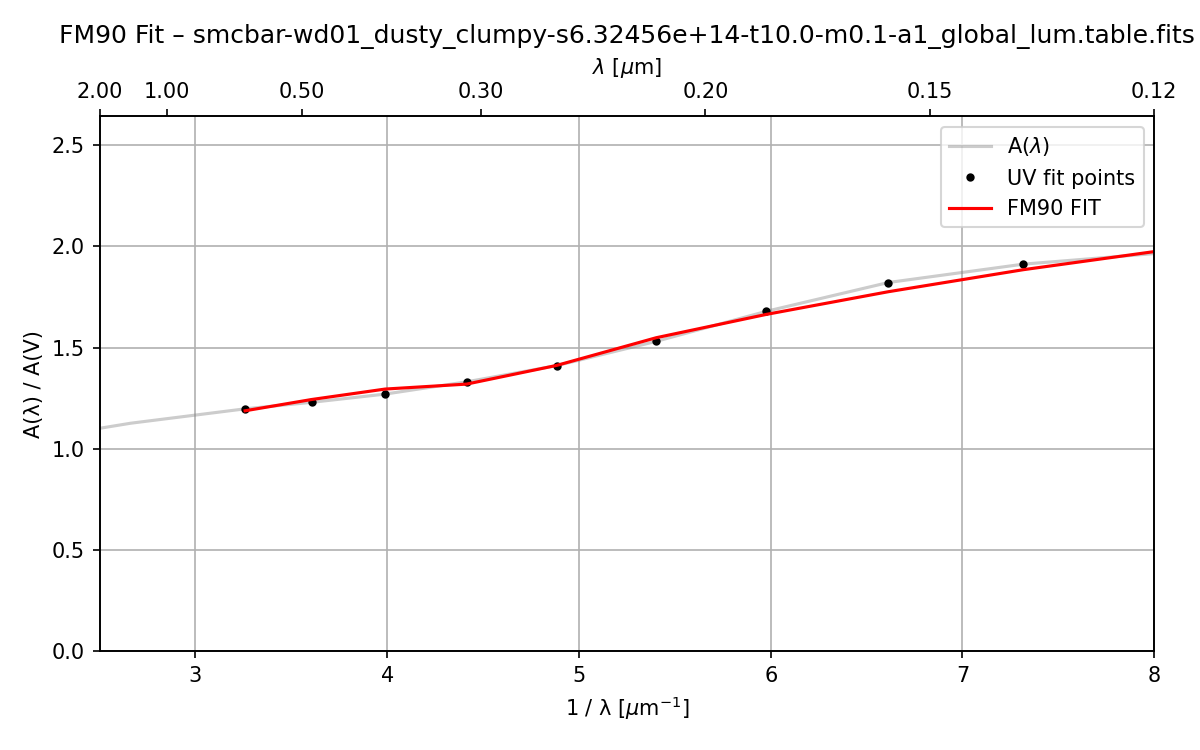 FM90 Fit – smcbar-wd01_dusty_clumpy-s6.32456e+14-t10.0-m0.1-a1_global_lum.table.fits
λ [μm]
2.00 1.00 0.50 0.30 0.20 0.15 0.12
A(λ)
UV fit points
FM90 FIT
A(λ) / A(V)
2.5
2.0
1.5
1.0
0.5
0.0
3 4 5 6 7 8
1 / λ [μm⁻¹]